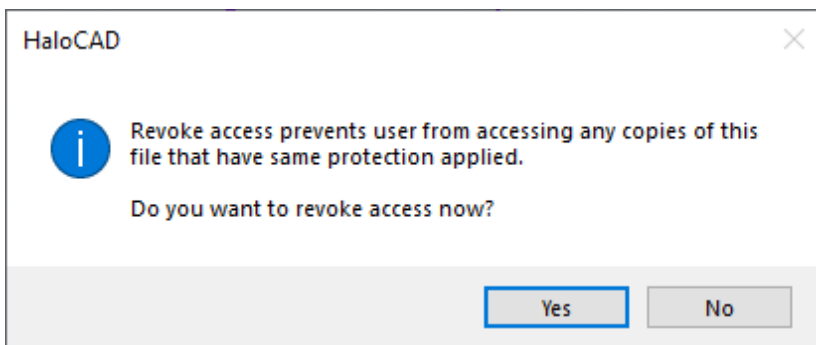 HaloCAD
Revoke access prevents user from accessing any copies of this
file that have same protection applied.
Do you want to revoke access now?
Yes
No